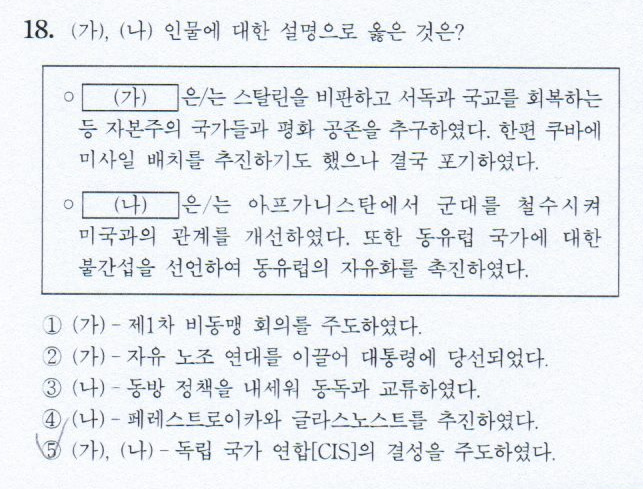 18. (가), (나) 인물에 대한 설명으로 옳은 것은?
○ (가) 은/는 스탈린을 비판하고 서독과 국교를 회복하는
등 자본주의 국가들과 평화 공존을 추구하였다. 한편 쿠바에
미사일 배치를 추진하기도 했으나 결국 포기하였다.
○ (나) 은/는 아프가니스탄에서 군대를 철수시켜
미국과의 관계를 개선하였다. 또한 동유럽 국가에 대한
불간섭을 선언하여 동유럽의 자유화를 촉진하였다.
① (가) - 제1차 비동맹 회의를 주도하였다.
② (가) - 자유 노조 연대를 이끌어 대통령에 당선되었다.
③ (나) - 동방 정책을 내세워 동독과 교류하였다.
④ (나) - 페레스트로이카와 글라스노스트를 추진하였다.
⑤ (가), (나) - 독립 국가 연합[CIS]의 결성을 주도하였다.